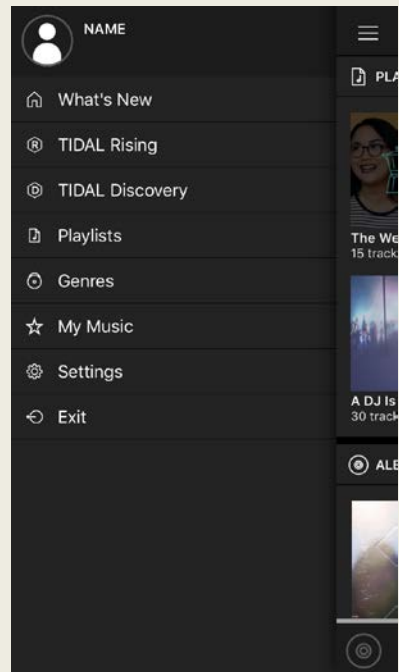 NAME
What's New
TIDAL Rising
TIDAL Discovery
Playlists
Genres
My Music
Settings
Exit
PLA
The We
15 track
A DJ Is
30 track
ALB